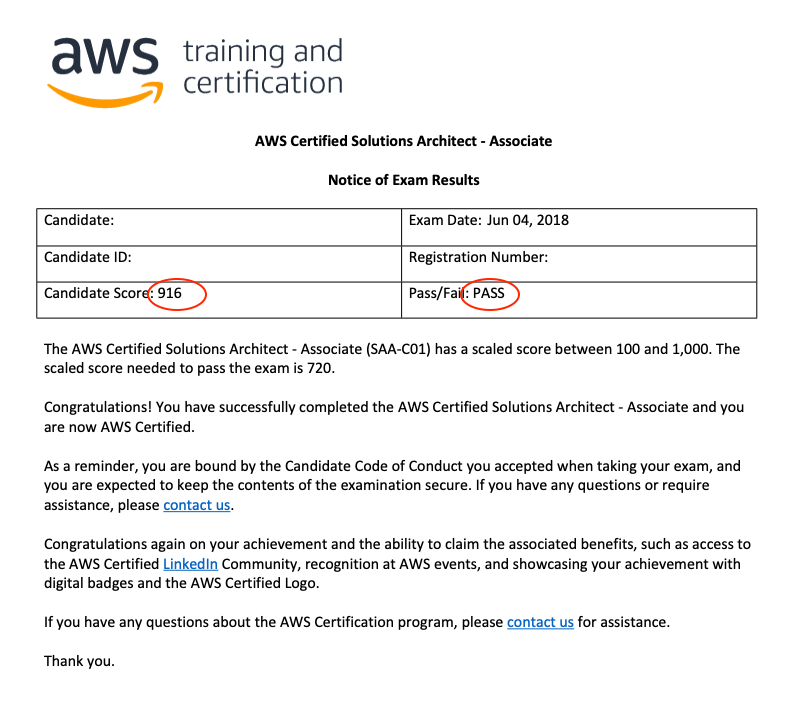 aws training and
certification
AWS Certified Solutions Architect - Associate
Notice of Exam Results
Candidate:
Exam Date: Jun 04, 2018
Candidate ID:
Registration Number:
Candidate Score: 916
Pass/Fail: PASS
The AWS Certified Solutions Architect - Associate (SAA-C01) has a scaled score between 100 and 1,000. The
scaled score needed to pass the exam is 720.
Congratulations! You have successfully completed the AWS Certified Solutions Architect - Associate and you
are now AWS Certified.
As a reminder, you are bound by the Candidate Code of Conduct you accepted when taking your exam, and
you are expected to keep the contents of the examination secure. If you have any questions or require
assistance, please contact us.
Congratulations again on your achievement and the ability to claim the associated benefits, such as access to
the AWS Certified LinkedIn Community, recognition at AWS events, and showcasing your achievement with
digital badges and the AWS Certified Logo.
If you have any questions about the AWS Certification program, please contact us for assistance.
Thank you.